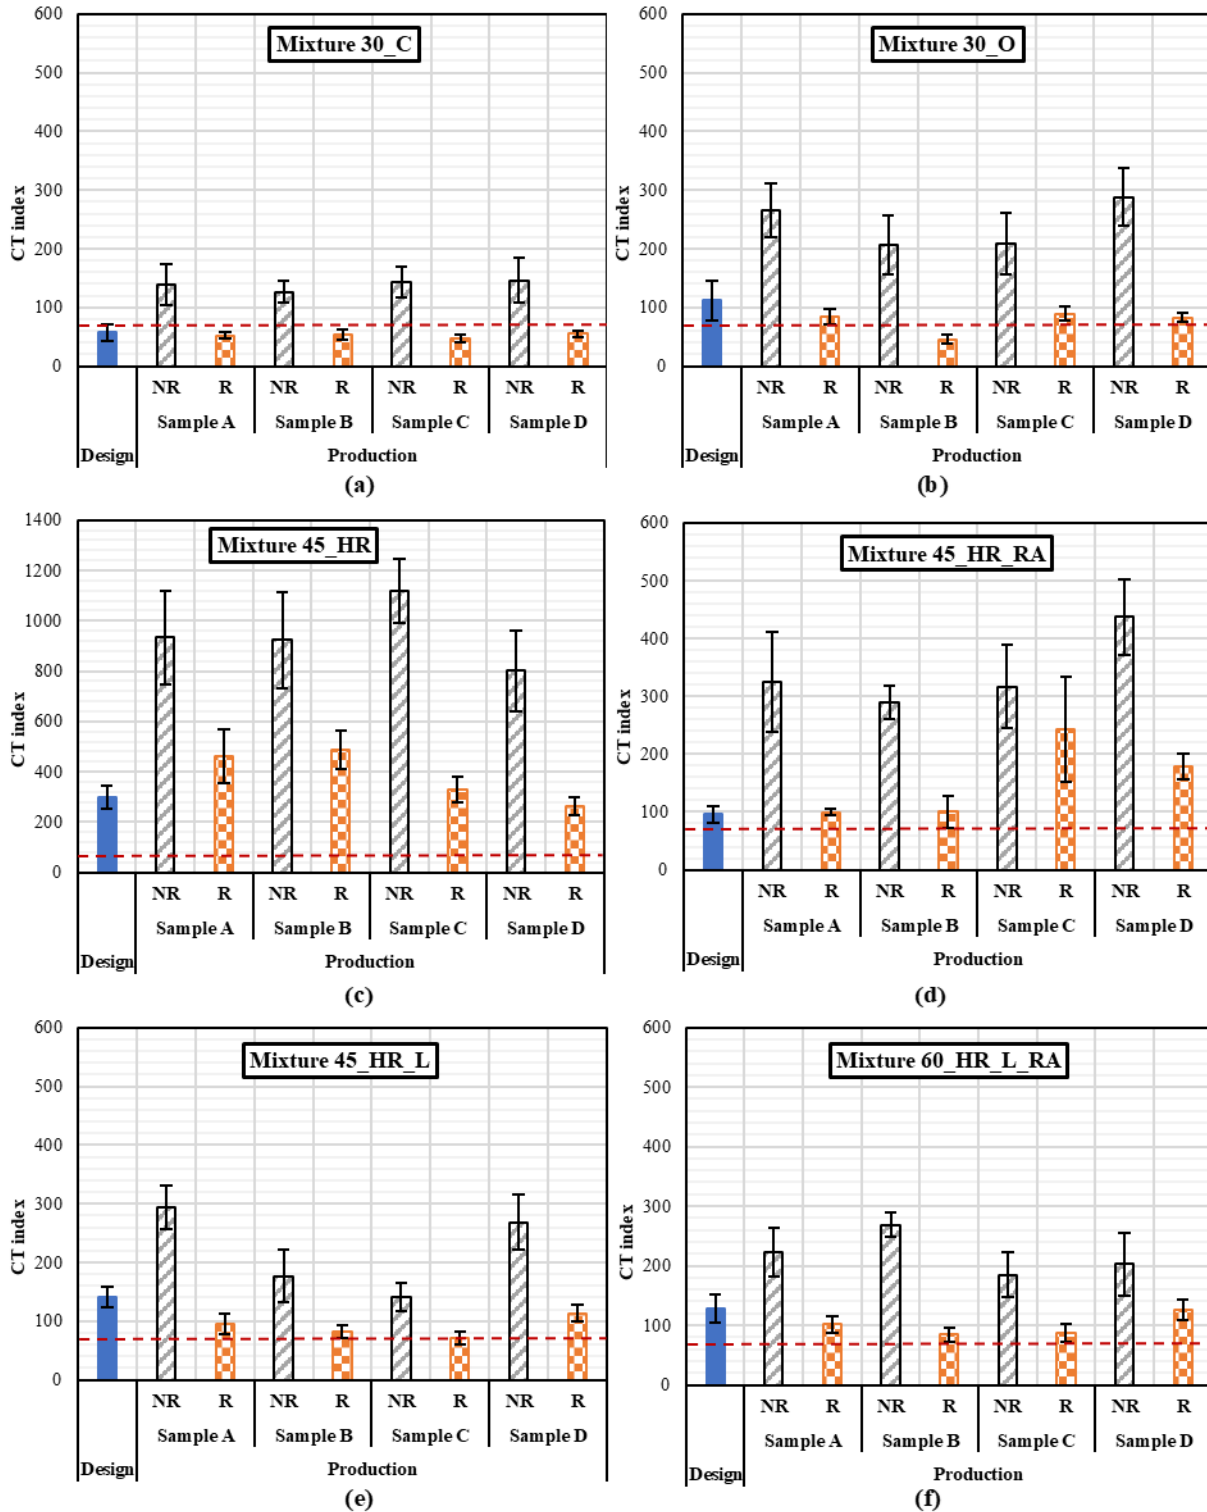 Mixture 30_C
600
500
400
300
200
100
0
CT index
NR R NR R NR R NR R
Sample A Sample B Sample C Sample D
Design Production
(a)
Mixture 30_O
600
500
400
300
200
100
0
CT index
NR R NR R NR R NR R
Sample A Sample B Sample C Sample D
Design Production
(b)
Mixture 45_HR
1400
1200
1000
800
600
400
200
0
CT index
NR R NR R NR R NR R
Sample A Sample B Sample C Sample D
Design Production
(c)
Mixture 45_HR_RA
600
500
400
300
200
100
0
CT index
NR R NR R NR R NR R
Sample A Sample B Sample C Sample D
Design Production
(d)
Mixture 45_HR_L
600
500
400
300
200
100
0
CT index
NR R NR R NR R NR R
Sample A Sample B Sample C Sample D
Design Production
(e)
Mixture 60_HR_L_RA
600
500
400
300
200
100
0
CT index
NR R NR R NR R NR R
Sample A Sample B Sample C Sample D
Design Production
(f)